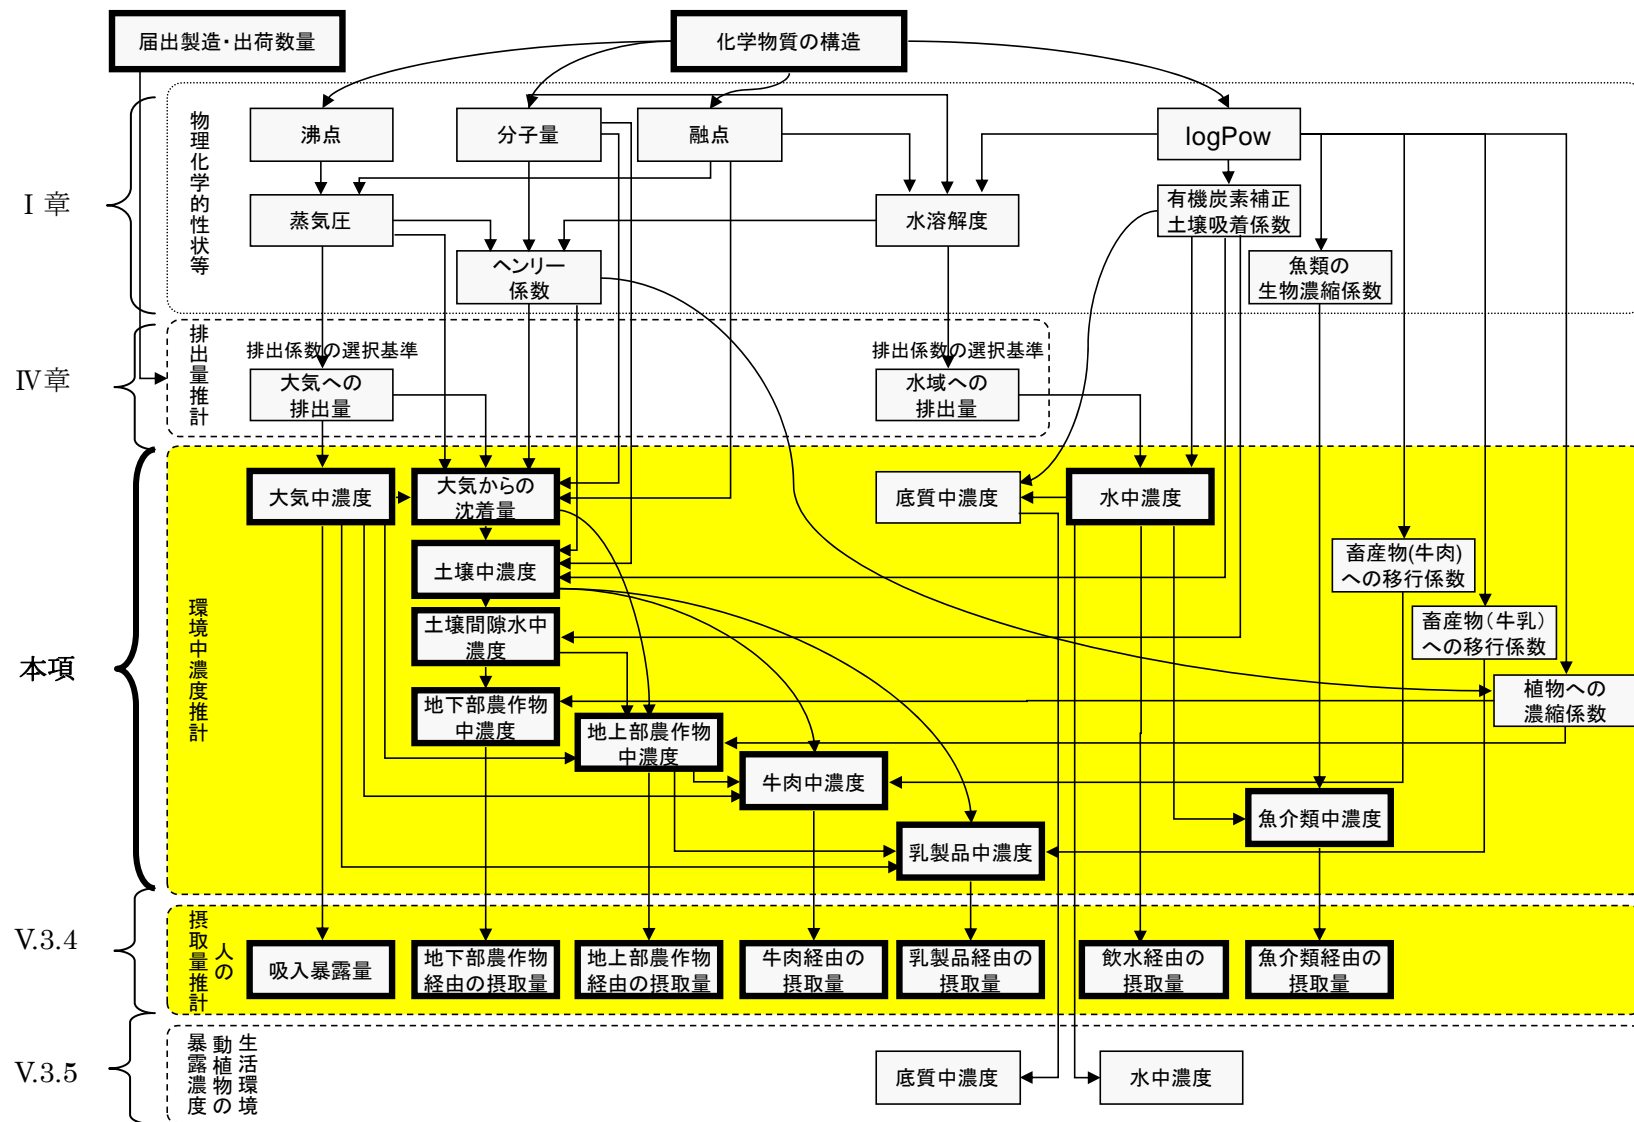 届出製造・出荷数量
化学物質の構造
Ⅰ章
物理化学的性状等
沸点
分子量
融点
logPow
蒸気圧
水溶解度
有機炭素補正
土壌吸着係数
ヘンリー
係数
魚類の
生物濃縮係数
Ⅳ章
排出量推計
排出係数の選択基準
大気への
排出量
排出係数の選択基準
水域への
排出量
本項
環境中濃度推計
大気中濃度
大気からの
沈着量
底質中濃度
水中濃度
土壌中濃度
畜産物(牛肉)
への移行係数
土壌間隙水中
濃度
畜産物（牛乳）
への移行係数
地下部農作物
中濃度
植物への
濃縮係数
地上部農作物
中濃度
牛肉中濃度
魚介類中濃度
乳製品中濃度
V.3.4
人の
摂取量推計
吸入暴露量
地下部農作物
経由の摂取量
地上部農作物
経由の摂取量
牛肉経由の
摂取量
乳製品経由の
摂取量
飲水経由の
摂取量
魚介類経由の
摂取量
V.3.5
生活環境
動植物の
暴露濃度
底質中濃度
水中濃度